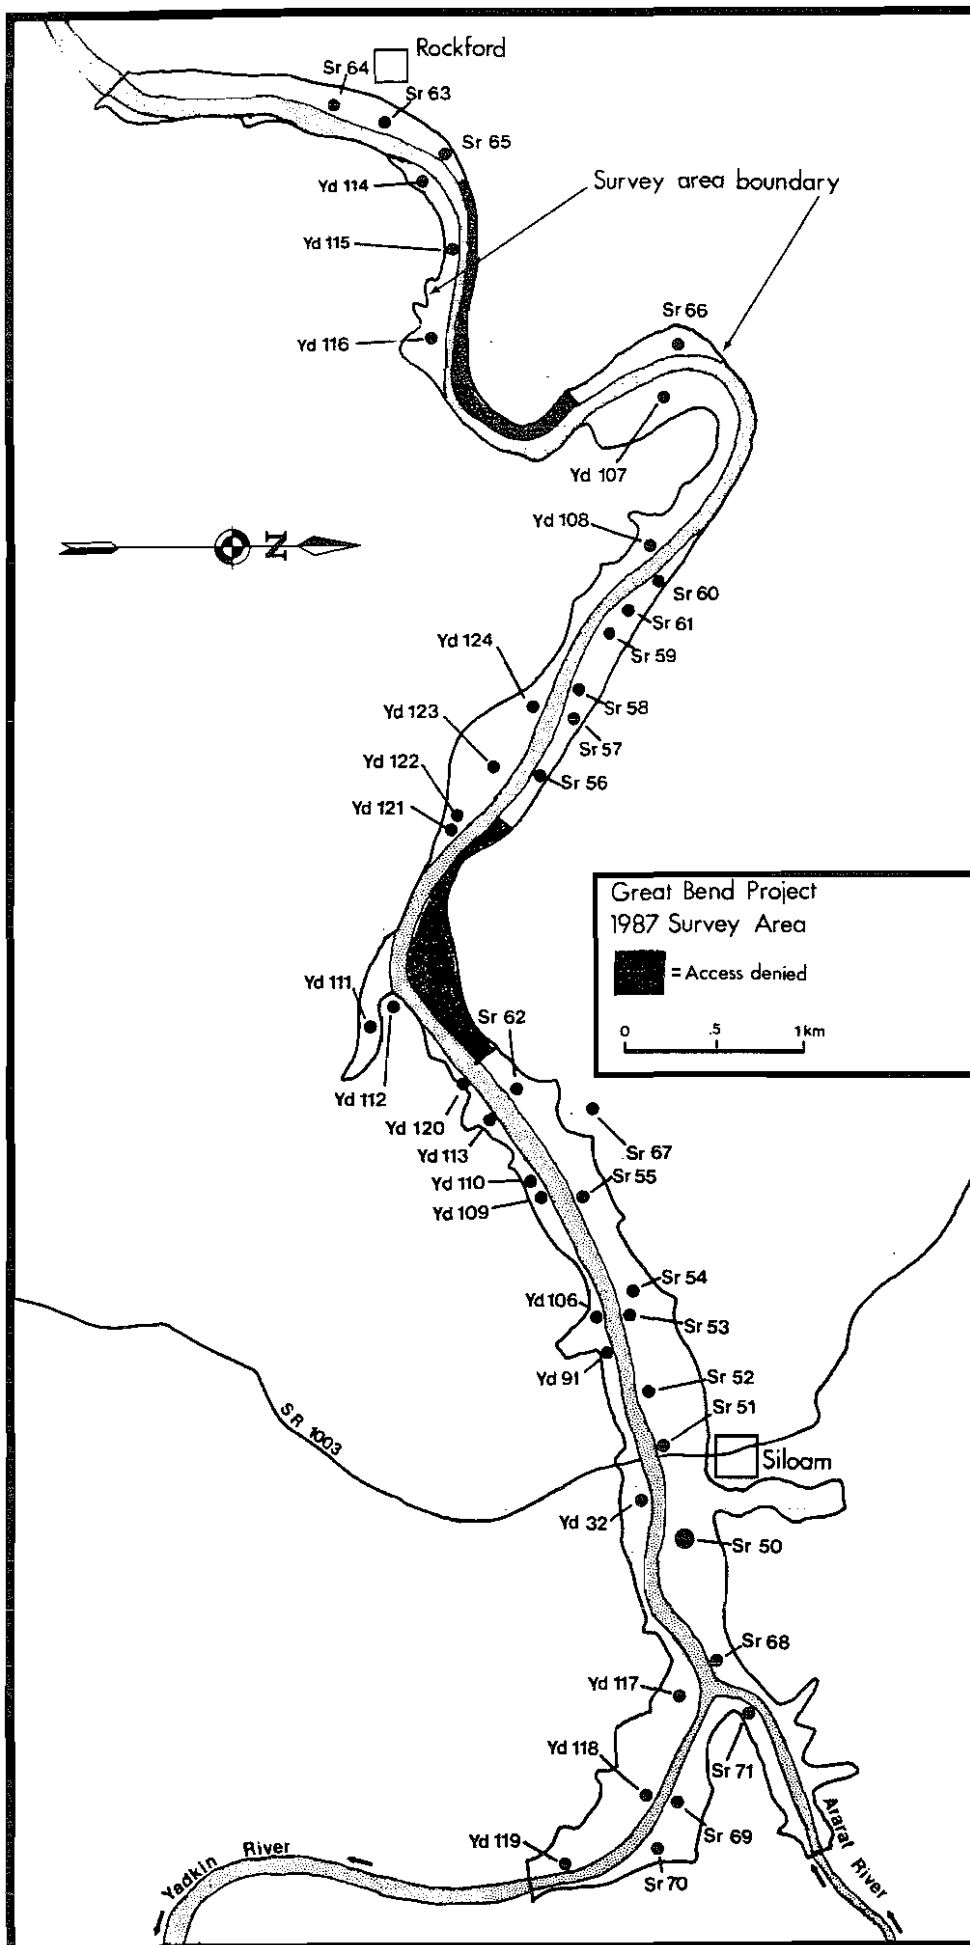 Rockford
Sr 64
Sr 63
Sr 65
Yd 114
Survey area boundary
Yd 115
Sr 66
Yd 116
Yd 107
Yd 108
N
Sr 60
Sr 61
Sr 59
Yd 124
Sr 58
Yd 123
Sr 57
Yd 122
Sr 56
Yd 121
Great Bend Project
1987 Survey Area
= Access denied
0 .5 1km
Yd 111
Sr 62
Yd 112
Yd 120
Sr 67
Yd 113
Sr 55
Yd 110
Yd 109
Sr 54
Yd 106
Sr 53
Yd 91
Sr 52
Sr 51
S R 1003
Siloam
Yd 32
Sr 50
Sr 68
Yd 117
Yd 118
Sr 71
Sr 69
Ararat River
Yd 119
Sr 70
Yadkin River